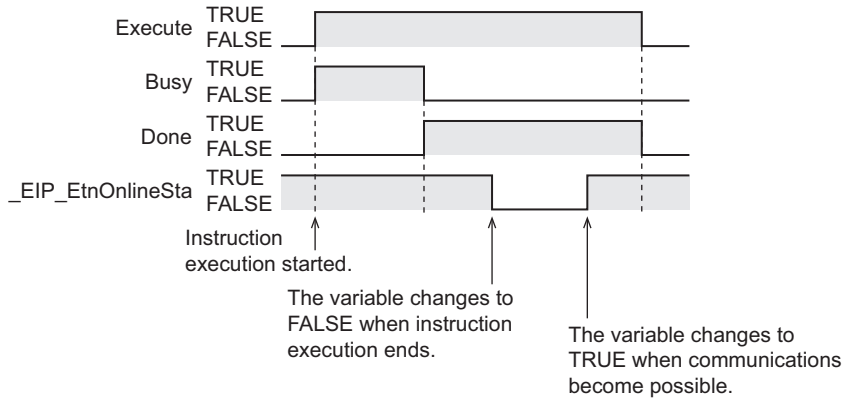 Execute TRUE
FALSE
Busy TRUE
FALSE
Done TRUE
FALSE
_EIP_EtnOnlineSta TRUE
FALSE
Instruction
execution started.
The variable changes to
FALSE when instruction
execution ends.
The variable changes to
TRUE when communications
become possible.